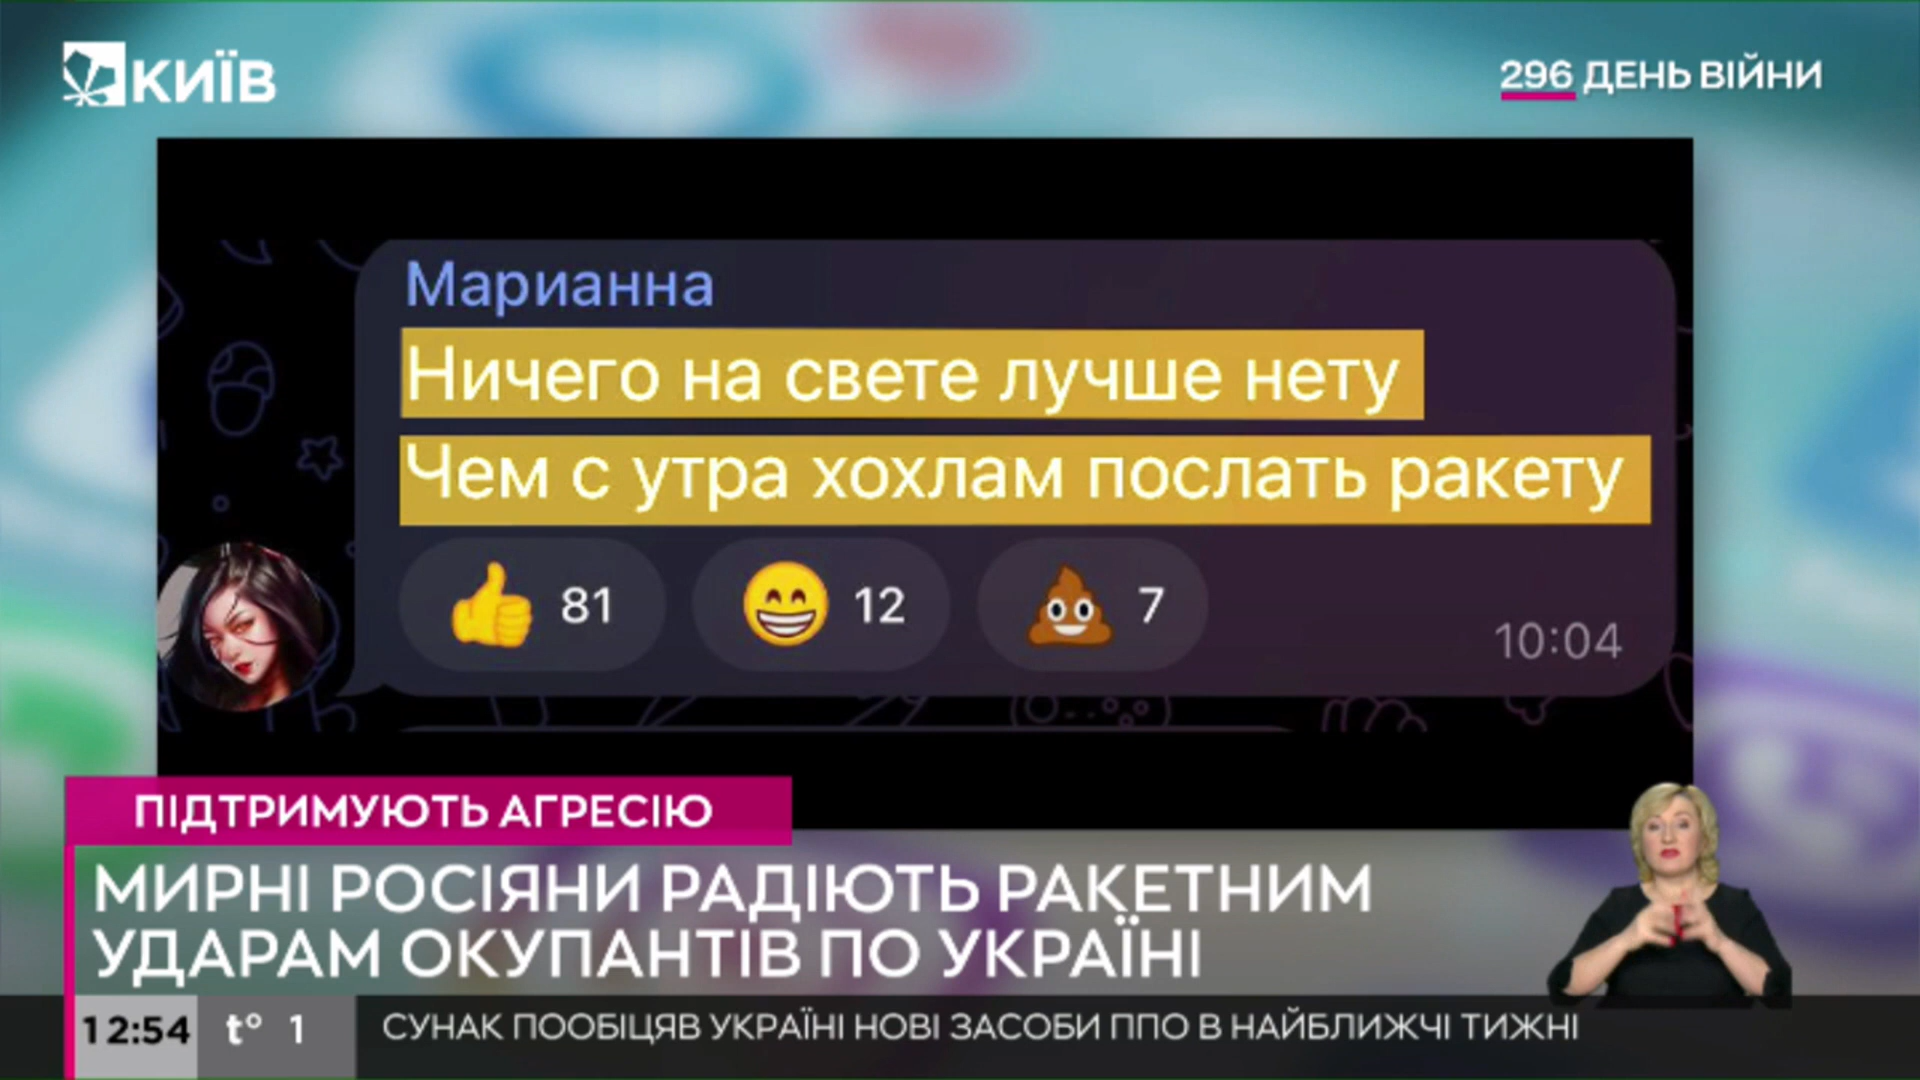 КИЇВ
296 ДЕНЬ ВІЙНИ
Марианна
Ничего на свете лучше нету
Чем с утра хохлам послать ракету
81
12
7
10:04
ПІДТРИМУЮТЬ АГРЕСІЮ
МИРНІ РОСІЯНИ РАДІЮТЬ РАКЕТНИМ
УДАРАМ ОКУПАНТІВ ПО УКРАЇНІ
12:54
t° 1
СУНАК ПООБІЦЯВ УКРАЇНІ НОВІ ЗАСОБИ ППО В НАЙБЛИЖЧІ ТИЖНІ